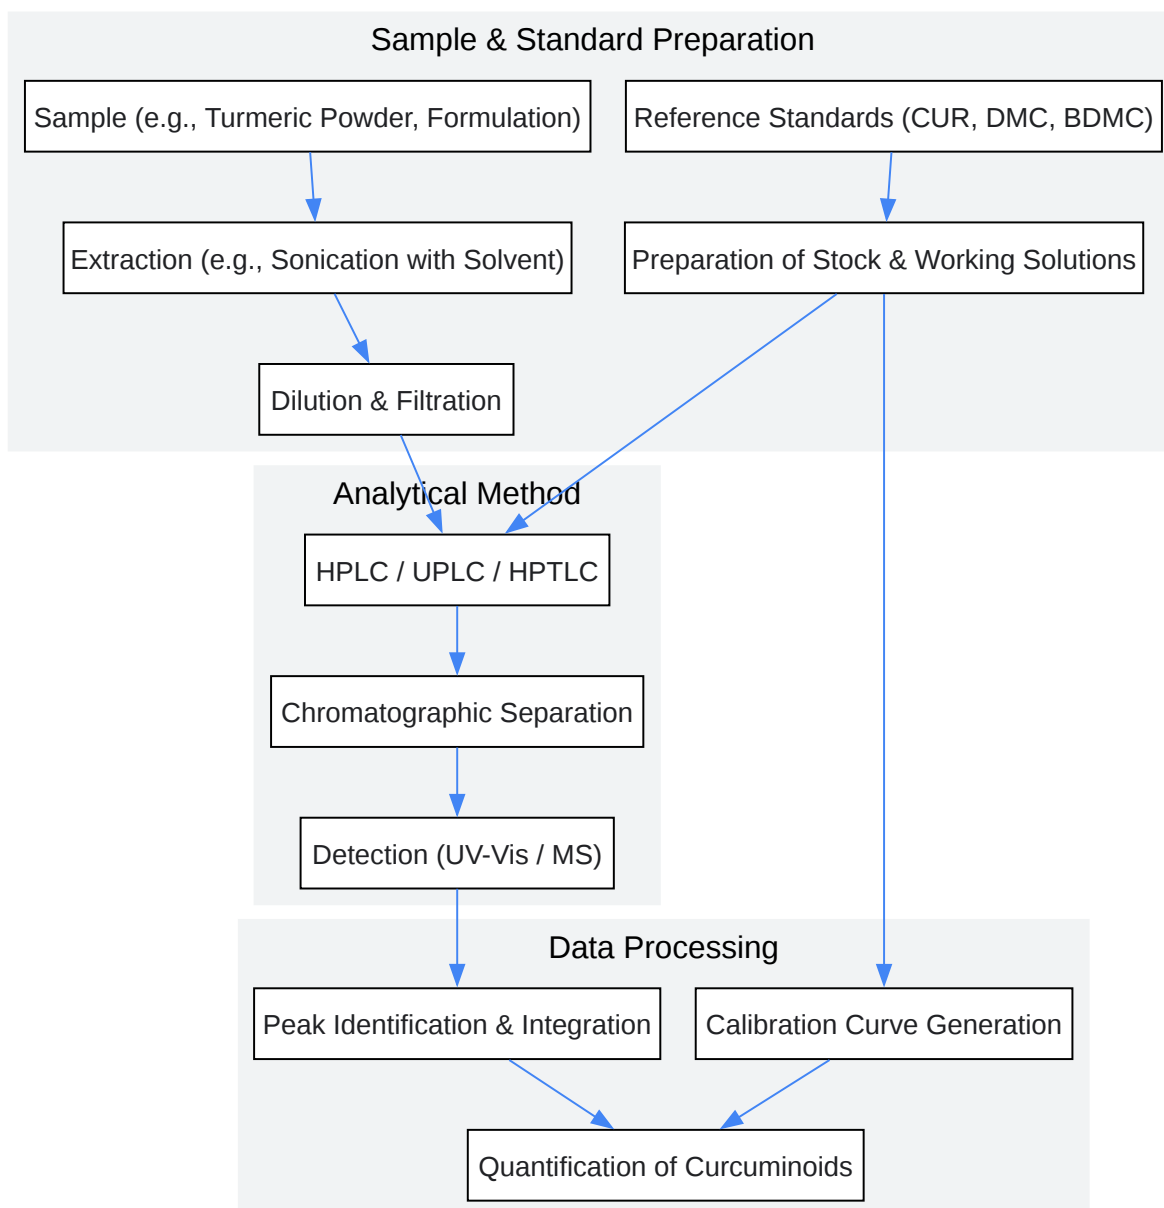 Sample & Standard Preparation
Sample (e.g., Turmeric Powder, Formulation)
Reference Standards (CUR, DMC, BDMC)
Extraction (e.g., Sonication with Solvent)
Preparation of Stock & Working Solutions
Dilution & Filtration
Analytical Method
HPLC / UPLC / HPTLC
Chromatographic Separation
Detection (UV-Vis / MS)
Data Processing
Peak Identification & Integration
Calibration Curve Generation
Quantification of Curcuminoids